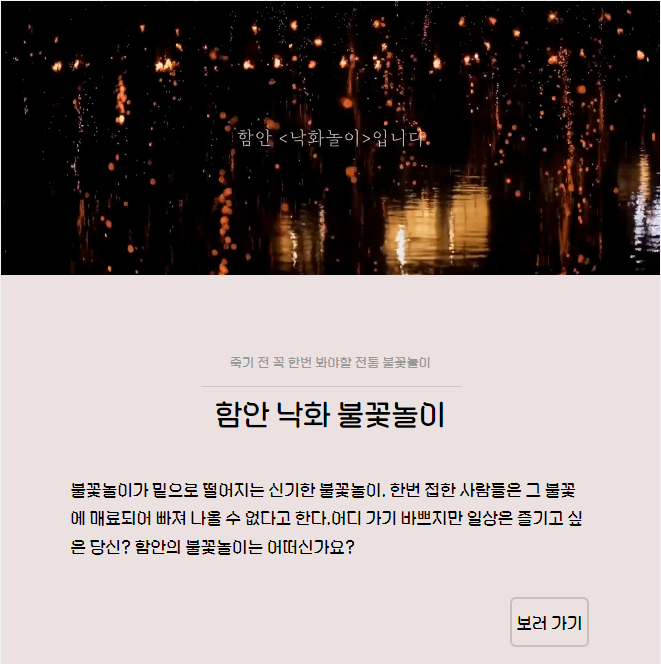 함안 <낙화놀이>입니다
죽기 전 꼭 한번 봐야할 전통 불꽃놀이
함안 낙화 불꽃놀이
불꽃놀이가 밑으로 떨어지는 신기한 불꽃놀이. 한번 접한 사람들은 그 불꽃
에 매료되어 빠져 나올 수 없다고 한다.어디 가기 바쁘지만 일상은 즐기고 싶
은 당신? 함안의 불꽃놀이는 어떠신가요?
보러 가기